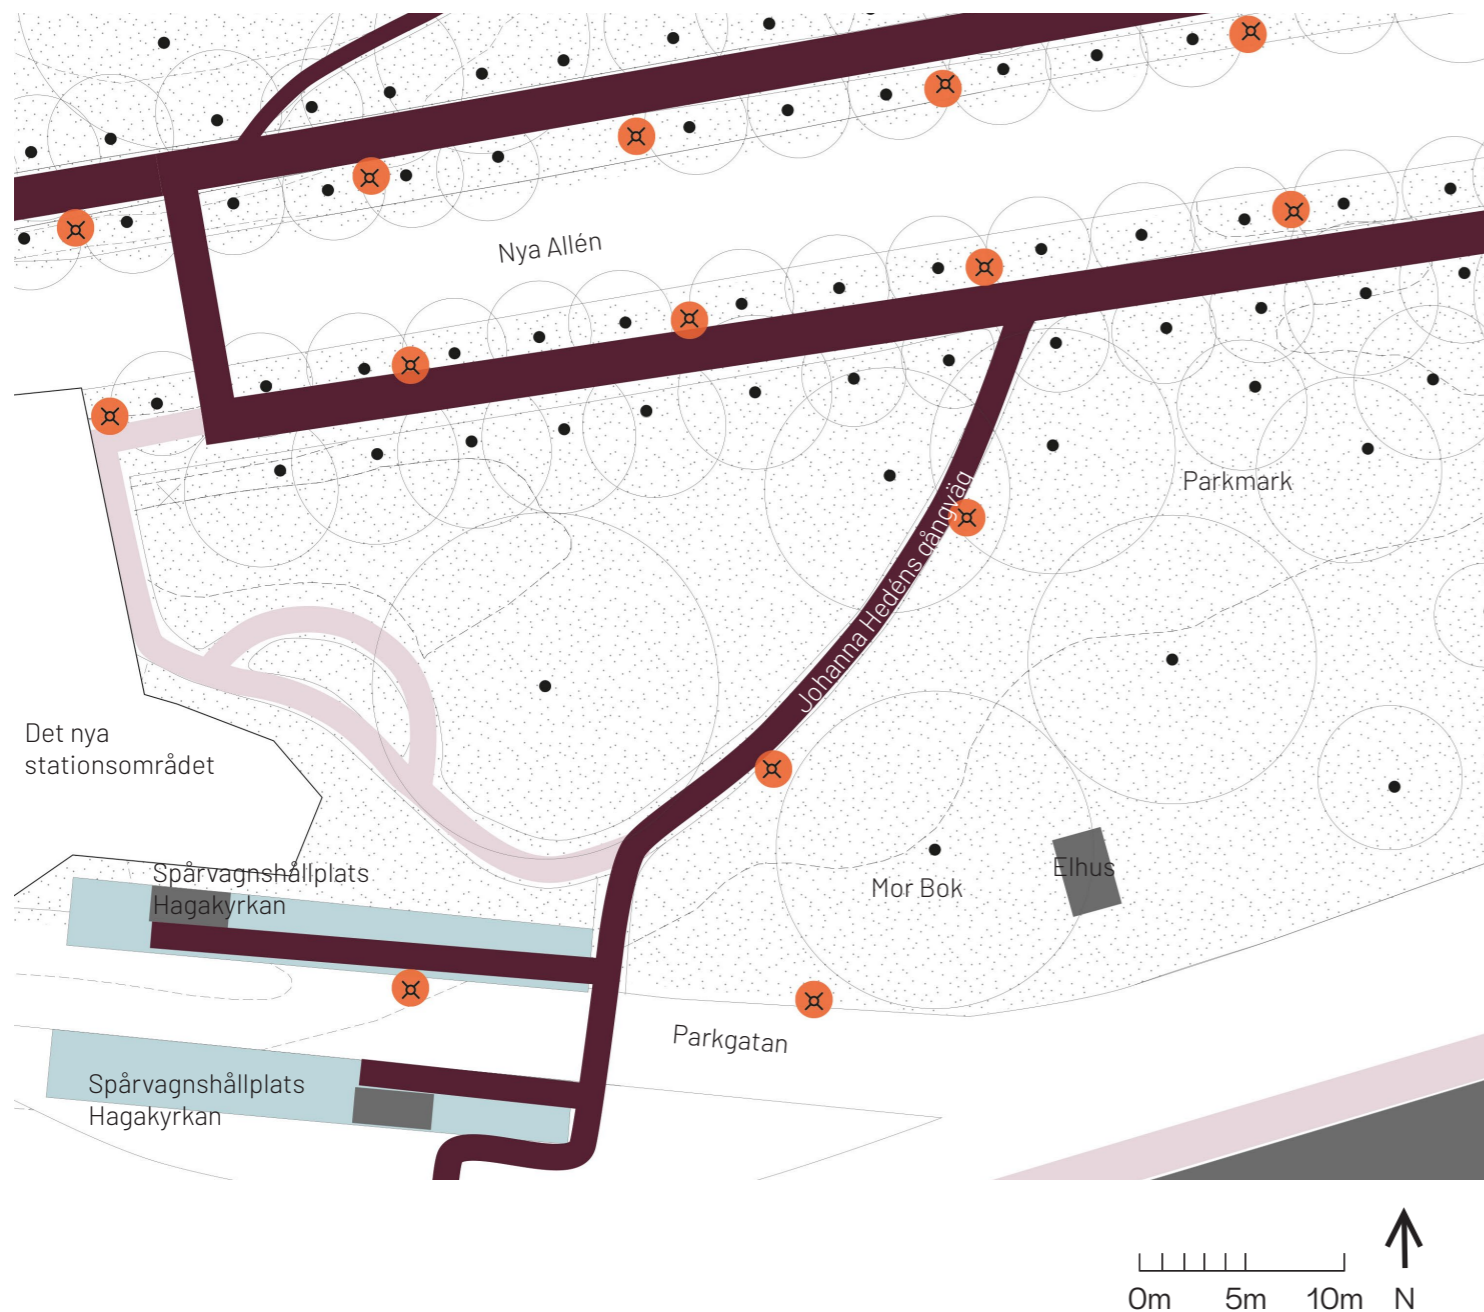 Nya Allén
Parkmark
Johanna Hedéns gångväg
Det nya
stationsområdet
Spårvagnshållplats
Hagakyrkan
Mor Bok
Elhus
Parkgatan
Spårvagnshållplats
Hagakyrkan
0m 5m 10m N